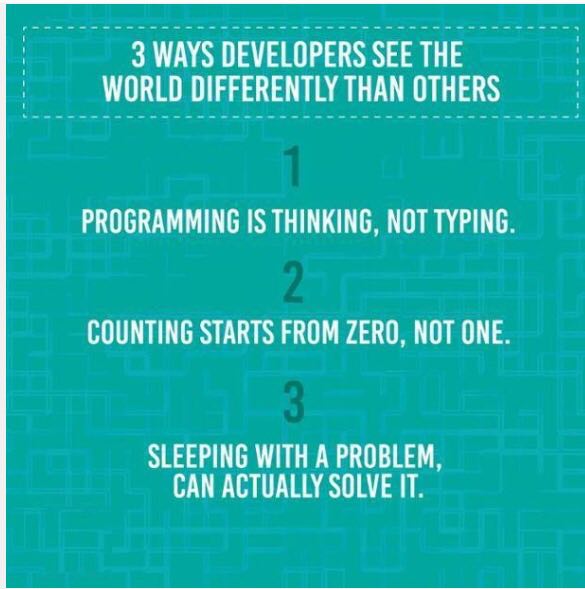 3 WAYS DEVELOPERS SEE THE
WORLD DIFFERENTLY THAN OTHERS
1
PROGRAMMING IS THINKING, NOT TYPING.
2
COUNTING STARTS FROM ZERO, NOT ONE.
3
SLEEPING WITH A PROBLEM,
CAN ACTUALLY SOLVE IT.